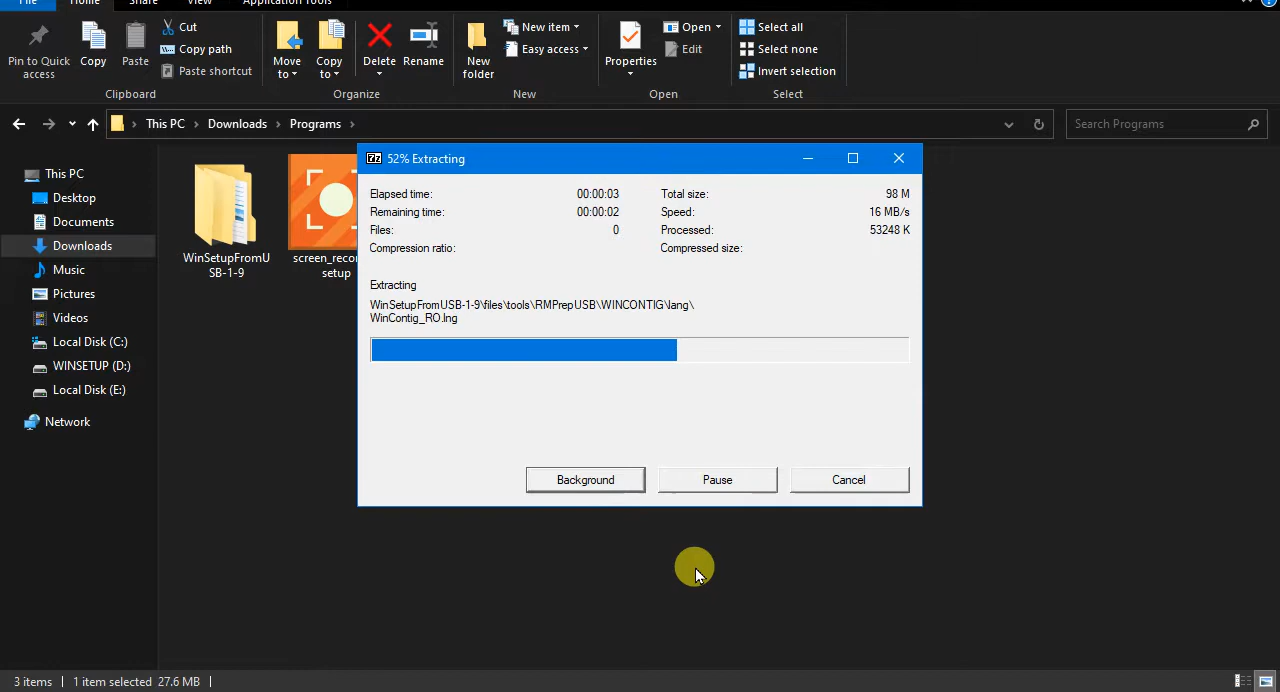 File Home Share View Application Tools
Pin to Quick access
Copy
Paste
Cut
Copy path
Paste shortcut
Clipboard
Move to
Copy to
Delete
Rename
Organize
New folder
New item
Easy access
New
Properties
Open
Edit
Open
Select all
Select none
Invert selection
Select
This PC > Downloads > Programs >
Search Programs
This PC
Desktop
Documents
Downloads
Music
Pictures
Videos
Local Disk (C:)
WINSETUP (D:)
Local Disk (E:)
Network
WinSetupFromU
SB-1-9
screen_reco
setup
7z 52% Extracting
Elapsed time: 00:00:03 Total size: 98 M
Remaining time: 00:00:02 Speed: 16 MB/s
Files: 0 Processed: 53248 K
Compression ratio: Compressed size:
Extracting
WinSetupFromUSB-1-9\files\tools\RMPrepUSB\WINCONTIG\lang\
WinContig_RO.lng
Background Pause Cancel
3 items 1 item selected 27.6 MB